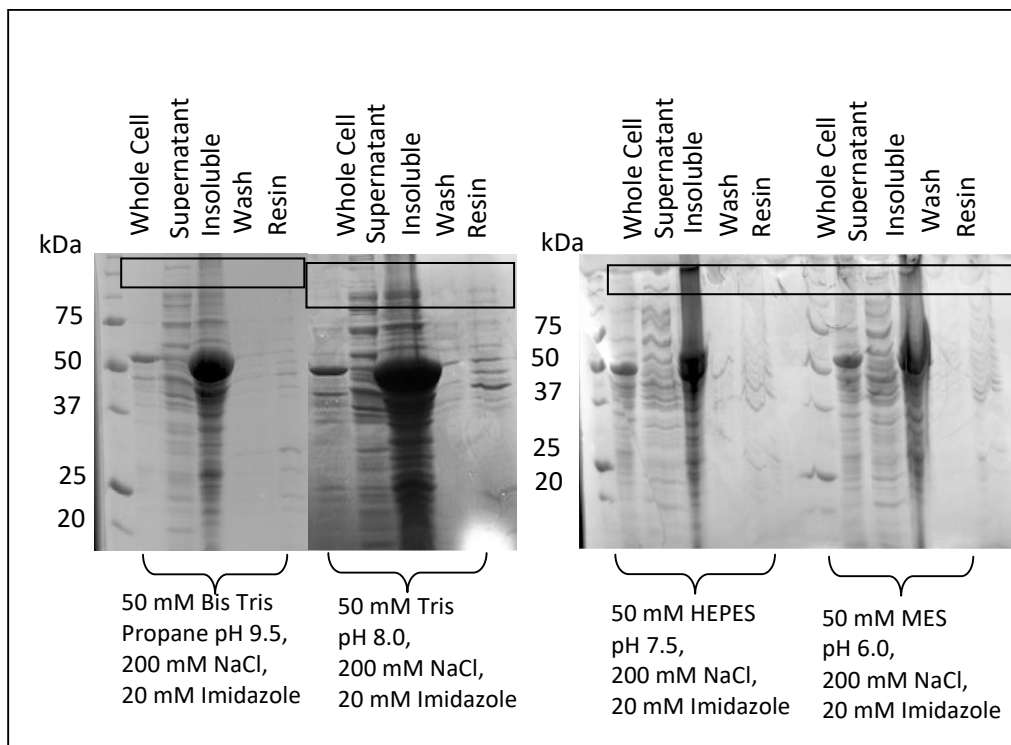 Whole Cell
Supernatant
Insoluble
Wash
Resin
Whole Cell
Supernatant
Insoluble
Wash
Resin
Whole Cell
Supernatant
Insoluble
Wash
Resin
Whole Cell
Supernatant
Insoluble
Wash
Resin
kDa
75
50
37
25
20
kDa
75
50
37
25
20
50 mM Bis Tris
Propane pH 9.5,
200 mM NaCl,
20 mM Imidazole
50 mM Tris
pH 8.0,
200 mM NaCl,
20 mM Imidazole
50 mM HEPES
pH 7.5,
200 mM NaCl,
20 mM Imidazole
50 mM MES
pH 6.0,
200 mM NaCl,
20 mM Imidazole